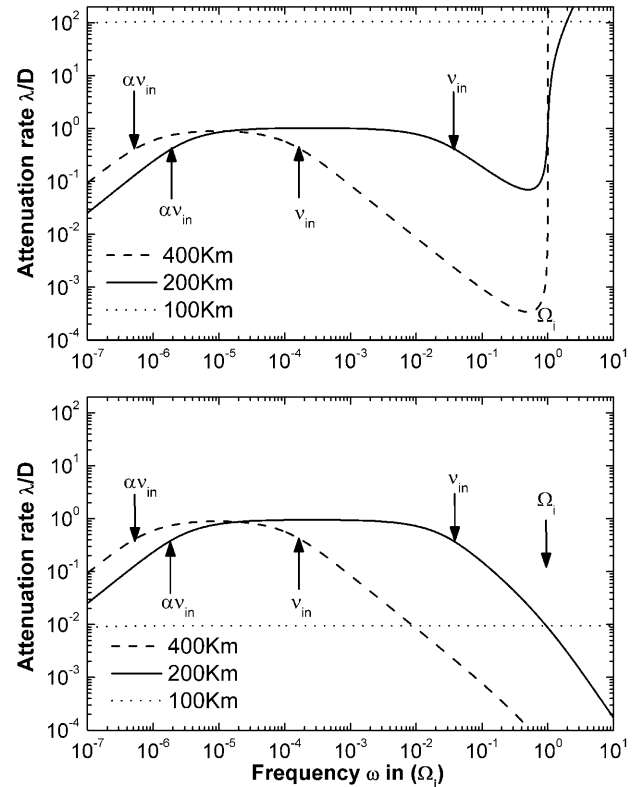 Attenuation rate λ/D
10²
10¹
10⁰
10⁻¹
10⁻²
10⁻³
10⁻⁴
αν_in
ν_in
αν_in
ν_in
400Km
200Km
100Km
Ω_i
10⁻⁷ 10⁻⁶ 10⁻⁵ 10⁻⁴ 10⁻³ 10⁻² 10⁻¹ 10⁰ 10¹
Attenuation rate λ/D
10²
10¹
10⁰
10⁻¹
10⁻²
10⁻³
10⁻⁴
αν_in
ν_in
Ω_i
αν_in
ν_in
400Km
200Km
100Km
10⁻⁷ 10⁻⁶ 10⁻⁵ 10⁻⁴ 10⁻³ 10⁻² 10⁻¹ 10⁰ 10¹
Frequency ω in (Ω_i)